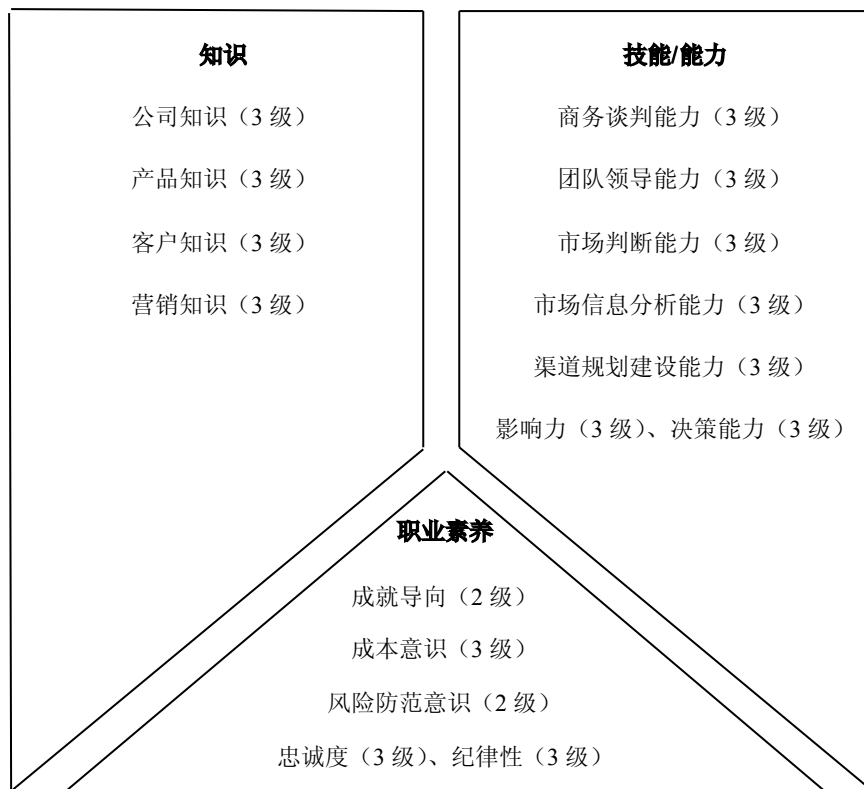 知识
公司知识（3 级）
产品知识（3 级）
客户知识（3 级）
营销知识（3 级）
技能/能力
商务谈判能力（3 级）
团队领导能力（3 级）
市场判断能力（3 级）
市场信息分析能力（3 级）
渠道规划建设能力（3 级）
影响力（3 级）、决策能力（3 级）
职业素养
成就导向（2 级）
成本意识（3 级）
风险防范意识（2 级）
忠诚度（3 级）、纪律性（3 级）